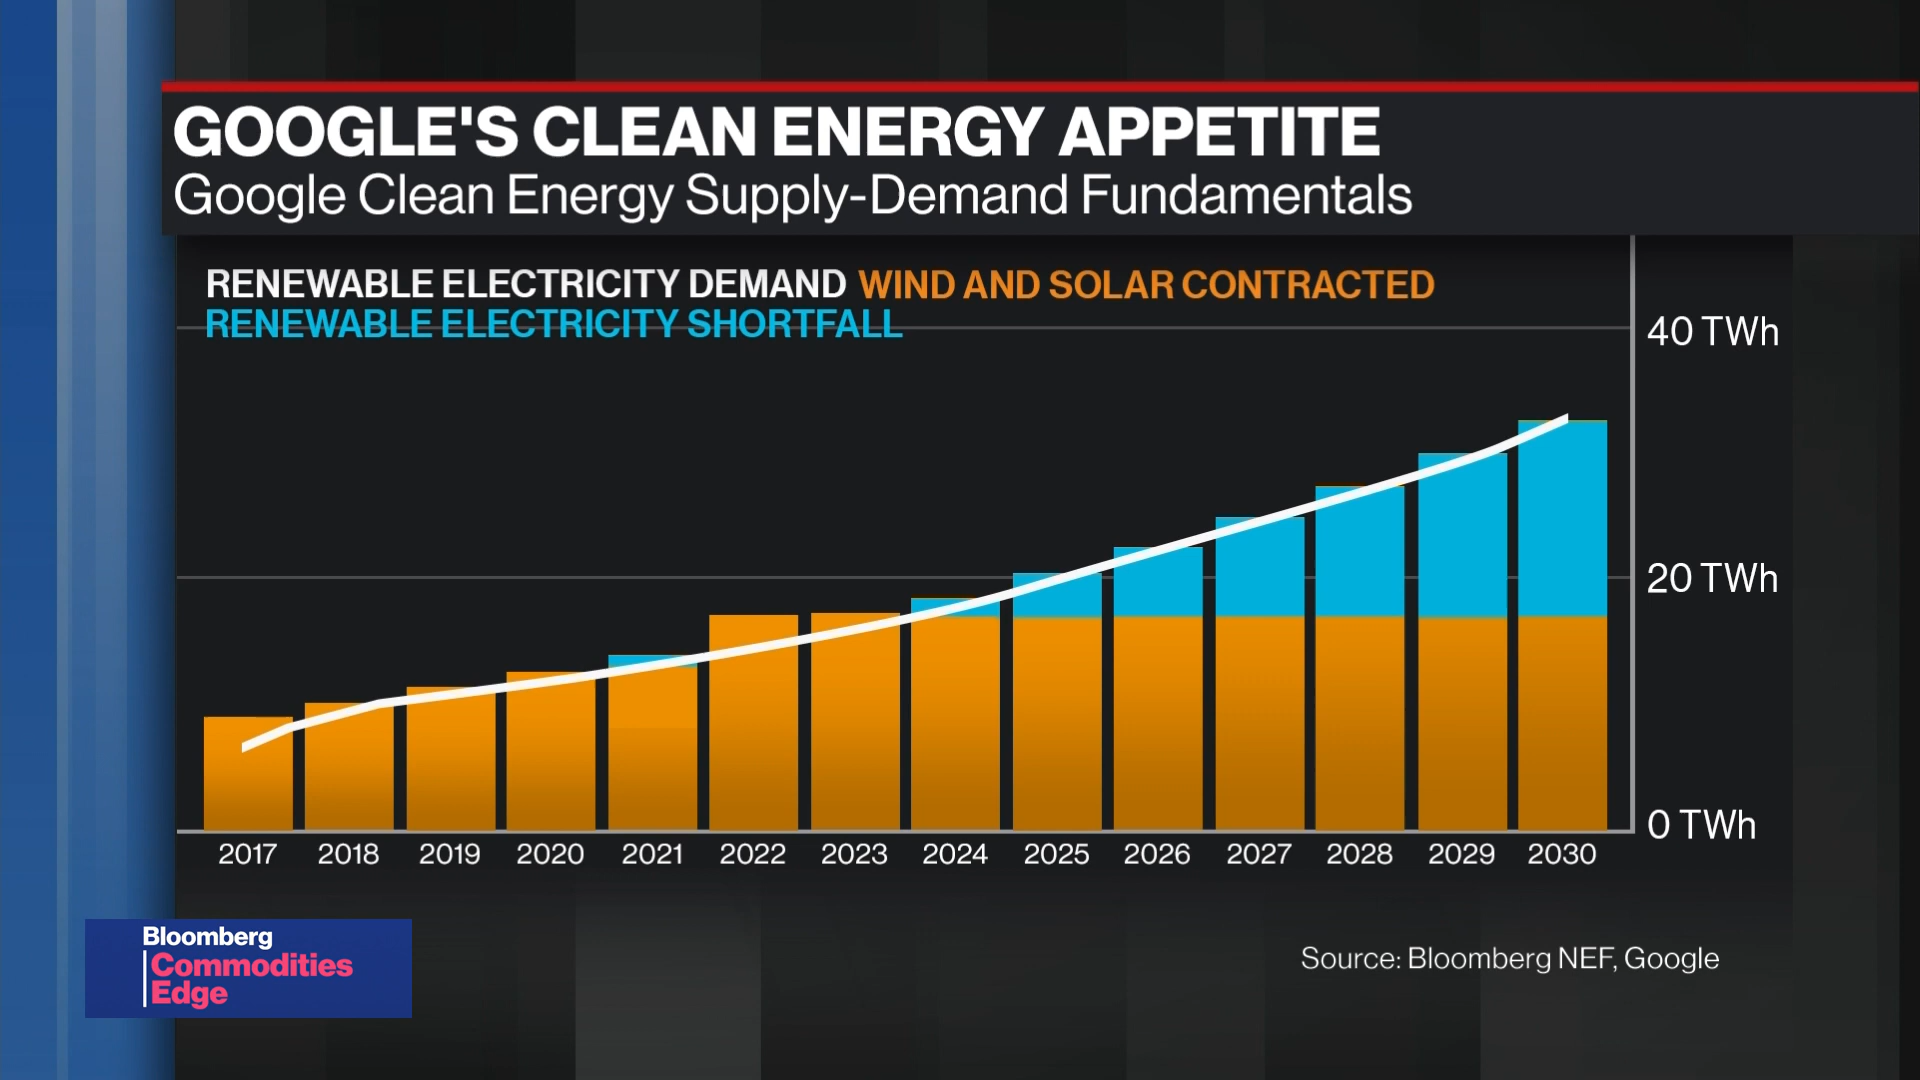 GOOGLE'S CLEAN ENERGY APPETITE
Google Clean Energy Supply-Demand Fundamentals
RENEWABLE ELECTRICITY DEMAND WIND AND SOLAR CONTRACTED
RENEWABLE ELECTRICITY SHORTFALL
40 TWh
20 TWh
0 TWh
2017 2018 2019 2020 2021 2022 2023 2024 2025 2026 2027 2028 2029 2030
Bloomberg
Commodities
Edge
Source: Bloomberg NEF, Google